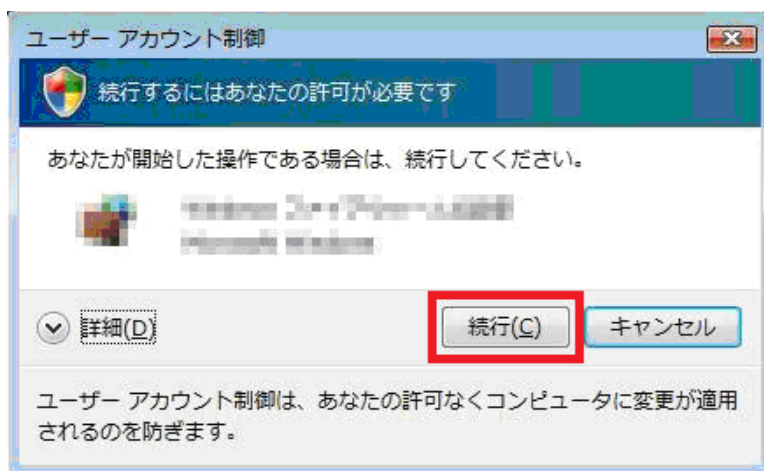 ユーザー アカウント制御
続行するにはあなたの許可が必要です
あなたが開始した操作である場合は、続行してください。
詳細(D)
続行(C)
キャンセル
ユーザー アカウント制御は、あなたの許可なくコンピュータに変更が適用
されるのを防ぎます。